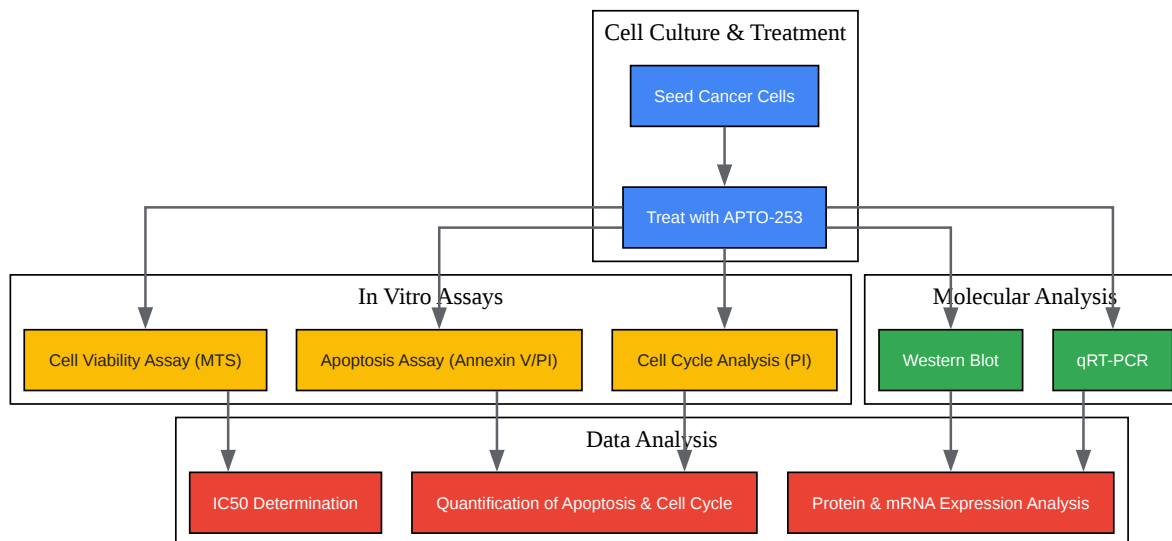 Cell Culture & Treatment
Seed Cancer Cells
Treat with APTO-253
In Vitro Assays
Molecular Analysis
Cell Viability Assay (MTS)
Apoptosis Assay (Annexin V/PI)
Cell Cycle Analysis (PI)
Western Blot
qRT-PCR
Data Analysis
IC50 Determination
Quantification of Apoptosis & Cell Cycle
Protein & mRNA Expression Analysis